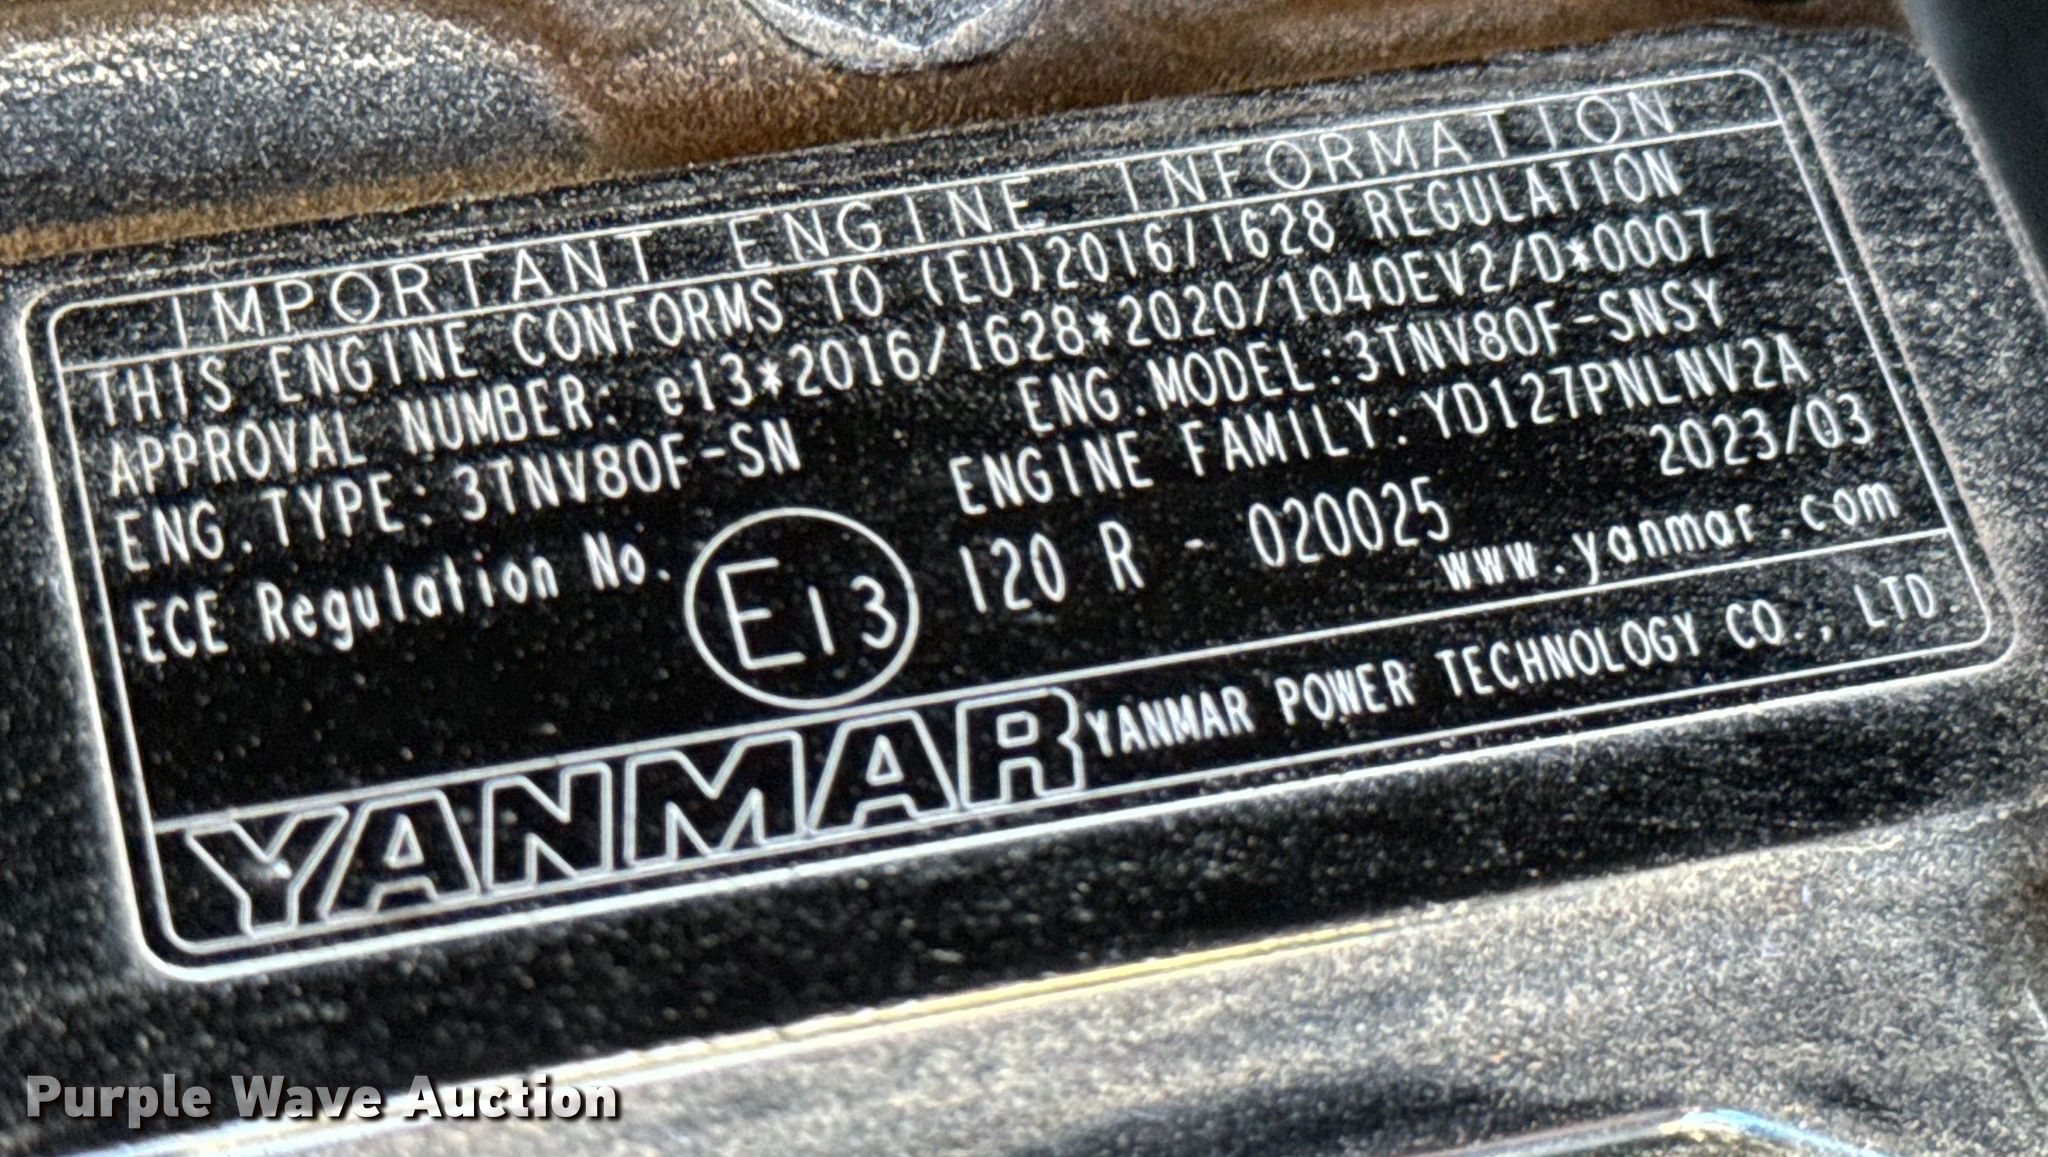 IMPORTANT ENGINE INFORMATION
THIS ENGINE CONFORMS TO (EU)2016/1628 REGULATION
APPROVAL NUMBER: e13*2016/1628*2020/1040EV2/D*0007
ENG.TYPE: 3TNV80F-SN ENG.MODEL:3TNV80F-SNSY
ENGINE FAMILY: YD127PNLNV2A
ECE Regulation No. E13 120 R - 020025 2023/03
www.yanmar.com
YANMAR YANMAR POWER TECHNOLOGY CO., LTD
Purple Wave Auction